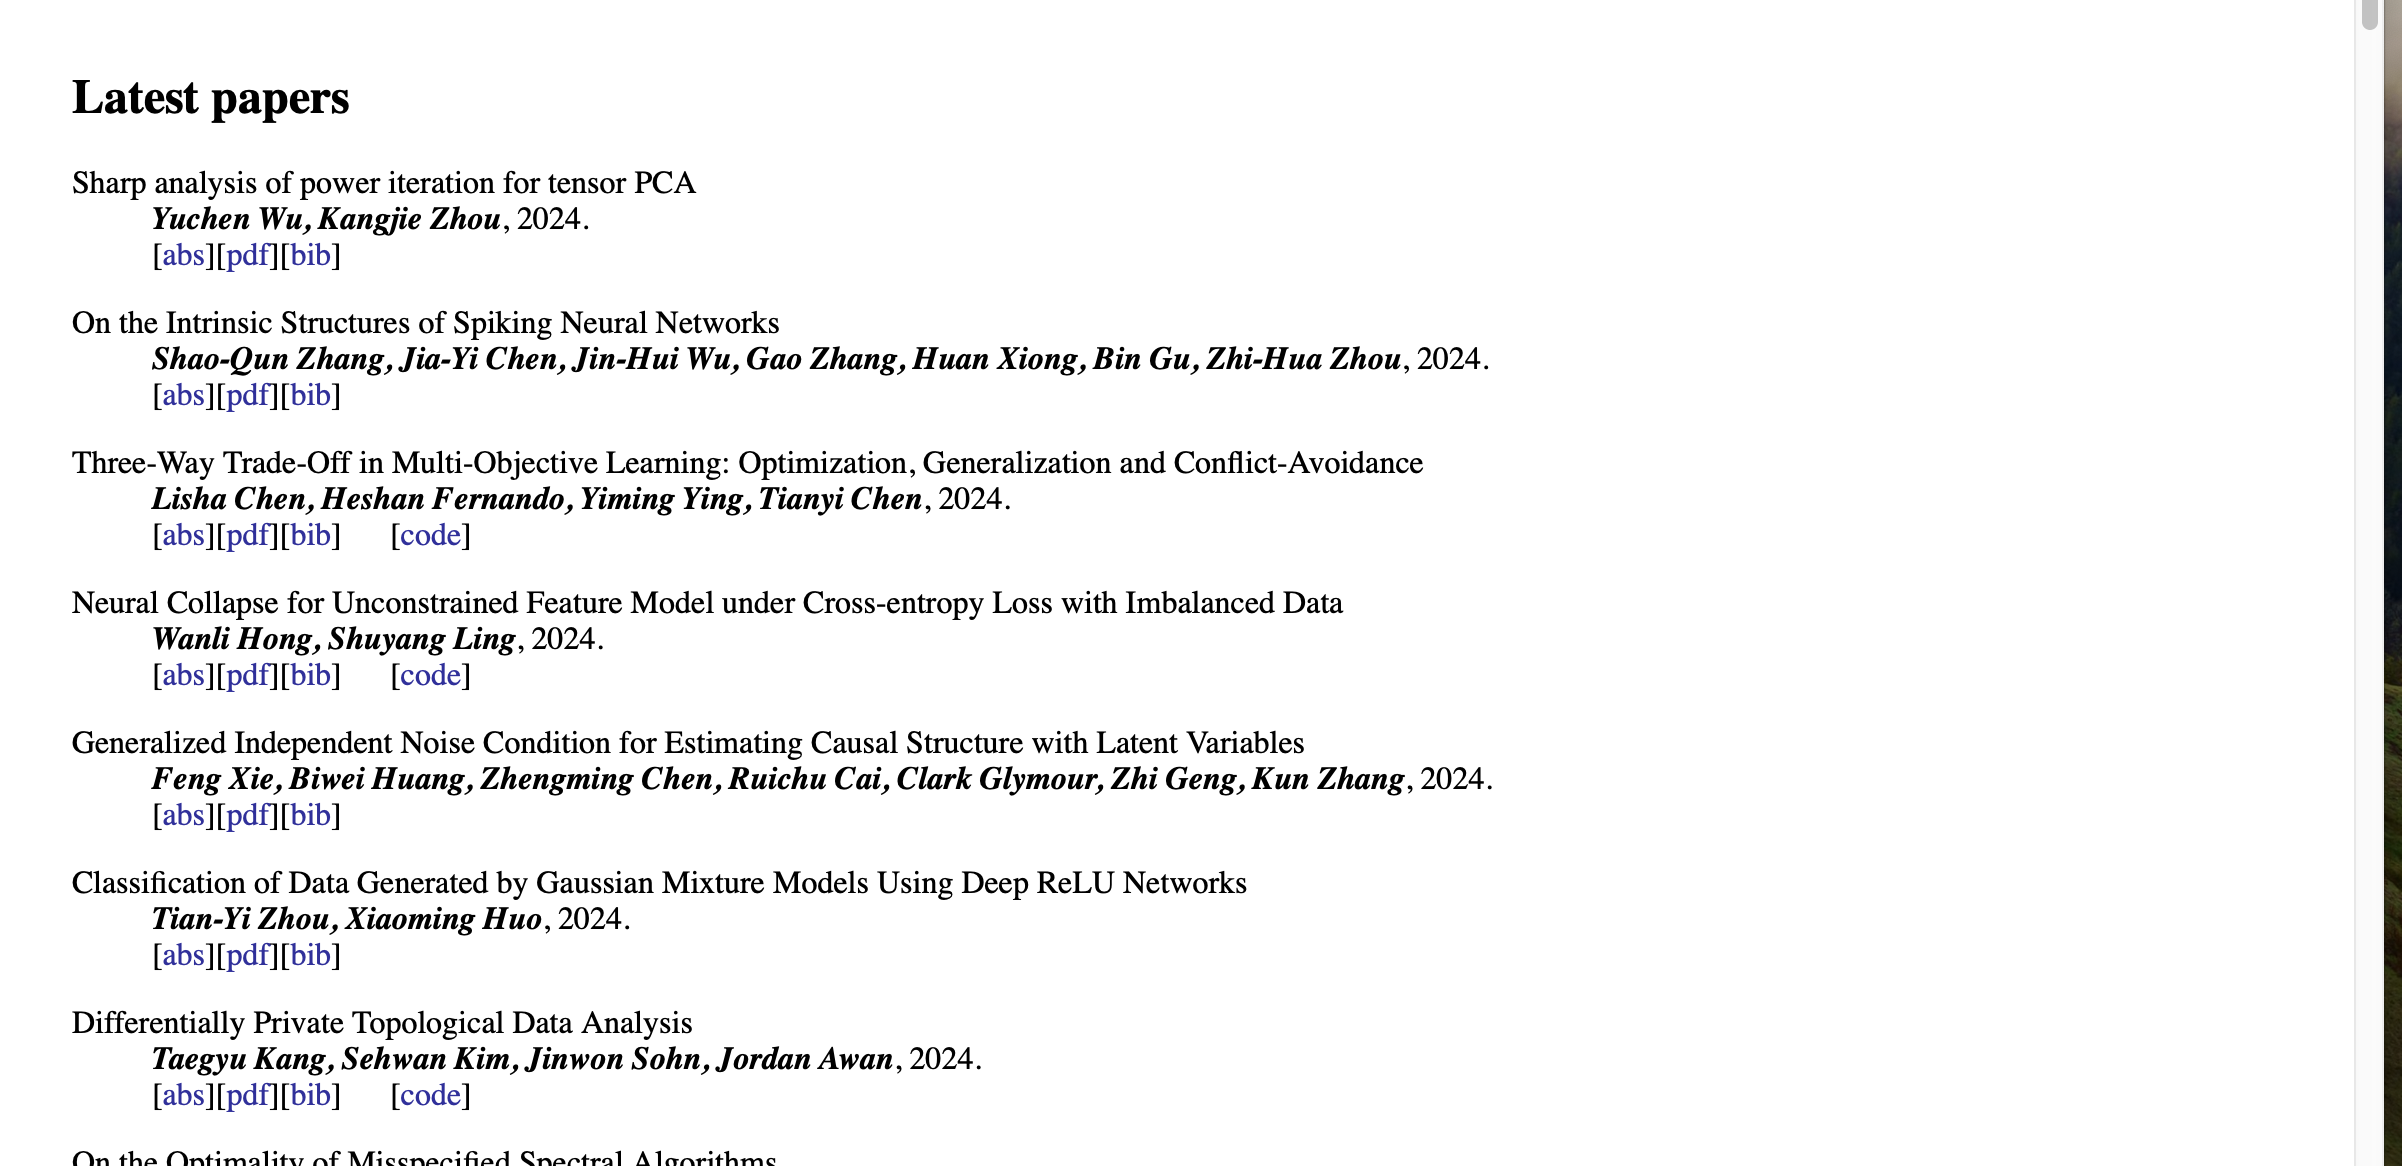 Latest papers
Sharp analysis of power iteration for tensor PCA
Yuchen Wu, Kangjie Zhou, 2024.
[abs][pdf][bib]
On the Intrinsic Structures of Spiking Neural Networks
Shao-Qun Zhang, Jia-Yi Chen, Jin-Hui Wu, Gao Zhang, Huan Xiong, Bin Gu, Zhi-Hua Zhou, 2024.
[abs][pdf][bib]
Three-Way Trade-Off in Multi-Objective Learning: Optimization, Generalization and Conflict-Avoidance
Lisha Chen, Heshan Fernando, Yiming Ying, Tianyi Chen, 2024.
[abs][pdf][bib] [code]
Neural Collapse for Unconstrained Feature Model under Cross-entropy Loss with Imbalanced Data
Wanli Hong, Shuyang Ling, 2024.
[abs][pdf][bib] [code]
Generalized Independent Noise Condition for Estimating Causal Structure with Latent Variables
Feng Xie, Biwei Huang, Zhengming Chen, Ruichu Cai, Clark Glymour, Zhi Geng, Kun Zhang, 2024.
[abs][pdf][bib]
Classification of Data Generated by Gaussian Mixture Models Using Deep ReLU Networks
Tian-Yi Zhou, Xiaoming Huo, 2024.
[abs][pdf][bib]
Differentially Private Topological Data Analysis
Taegyu Kang, Sehwan Kim, Jinwon Sohn, Jordan Awan, 2024.
[abs][pdf][bib] [code]
On the Optimality of Misspecified Spectral Algorithms